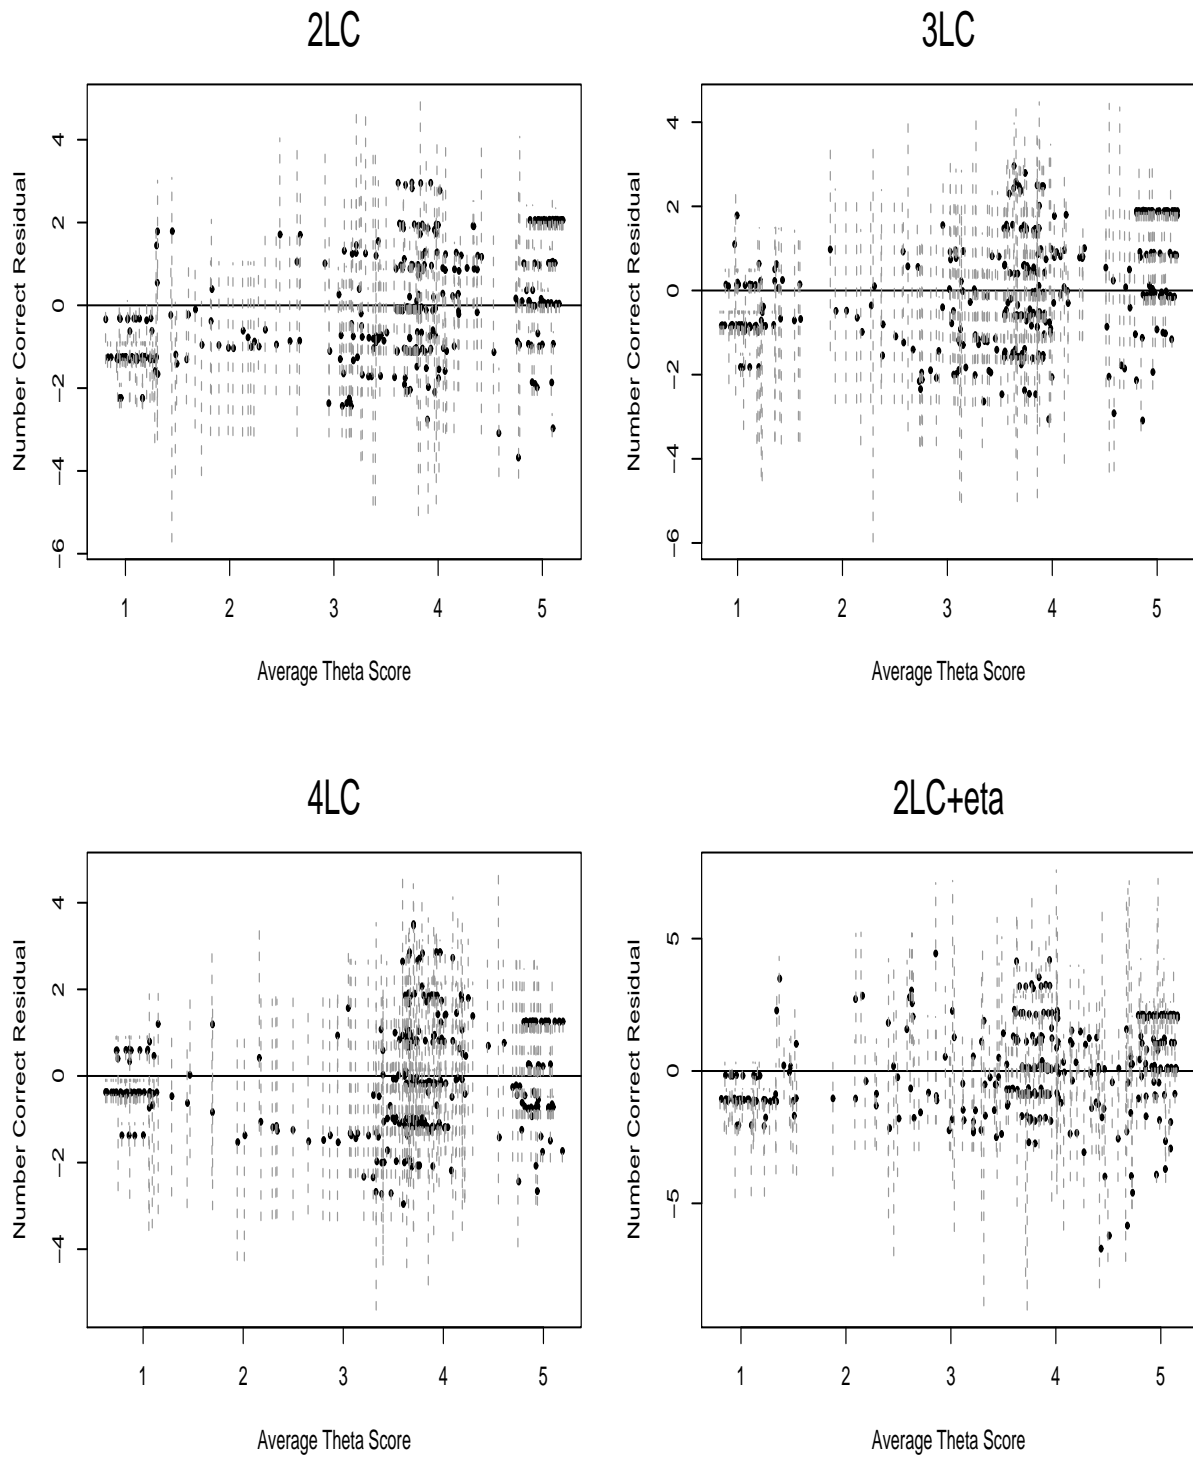 2LC
4
2
0
−2
−4
−6
Number Correct Residual
1 2 3 4 5
Average Theta Score
3LC
4
2
0
−2
−4
−6
Number Correct Residual
1 2 3 4 5
Average Theta Score
4LC
4
2
0
−2
−4
Number Correct Residual
1 2 3 4 5
Average Theta Score
2LC+eta
5
0
−5
Number Correct Residual
1 2 3 4 5
Average Theta Score